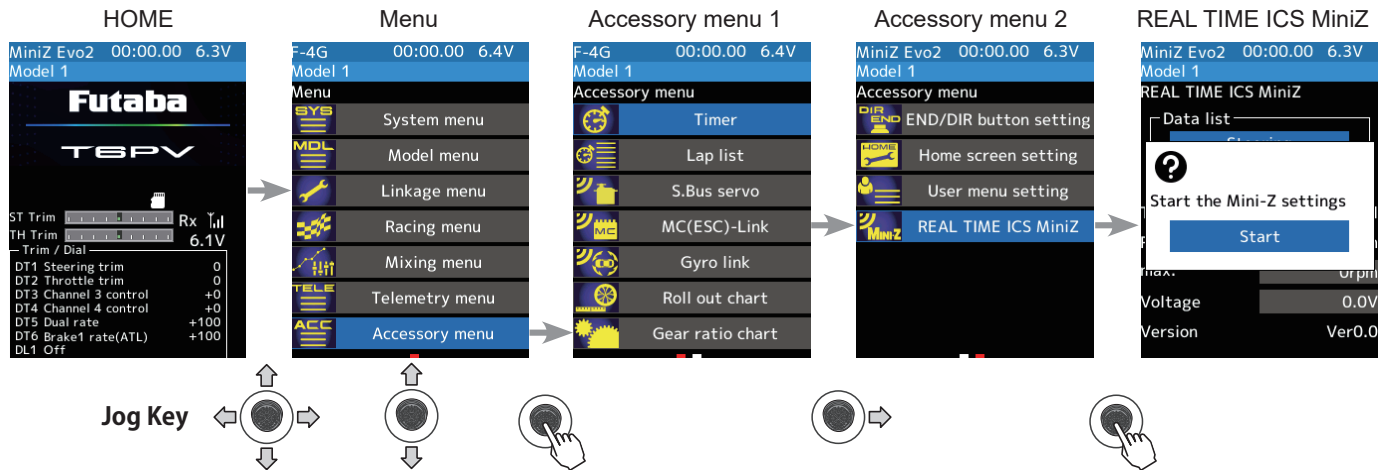 HOME
MiniZ Evo2 00:00.00 6.3V
Model 1
Futaba
T6PV
ST Trim
TH Trim
Rx
6.1V
Trim / Dial
DT1 Steering trim 0
DT2 Throttle trim 0
DT3 Channel 3 control +0
DT4 Channel 4 control +0
DT5 Dual rate +100
DT6 Brake1 rate(ATL) +100
DL1 Off
Menu
F-4G 00:00.00 6.4V
Model 1
Menu
SYS System menu
MDL Model menu
Linkage menu
Racing menu
Mixing menu
TELE Telemetry menu
ACC Accessory menu
Accessory menu 1
F-4G 00:00.00 6.4V
Model 1
Accessory menu
Timer
Lap list
S.Bus servo
MC MC(ESC)-Link
Gyro link
Roll out chart
Gear ratio chart
Accessory menu 2
MiniZ Evo2 00:00.00 6.3V
Model 1
Accessory menu
DIR END END/DIR button setting
HOME Home screen setting
User menu setting
MINI-Z REAL TIME ICS MiniZ
REAL TIME ICS MiniZ
MiniZ Evo2 00:00.00 6.3V
Model 1
REAL TIME ICS MiniZ
Data list
?
Start the Mini-Z settings
Start
max. 0rpm
Voltage 0.0V
Version Ver0.0
Jog Key